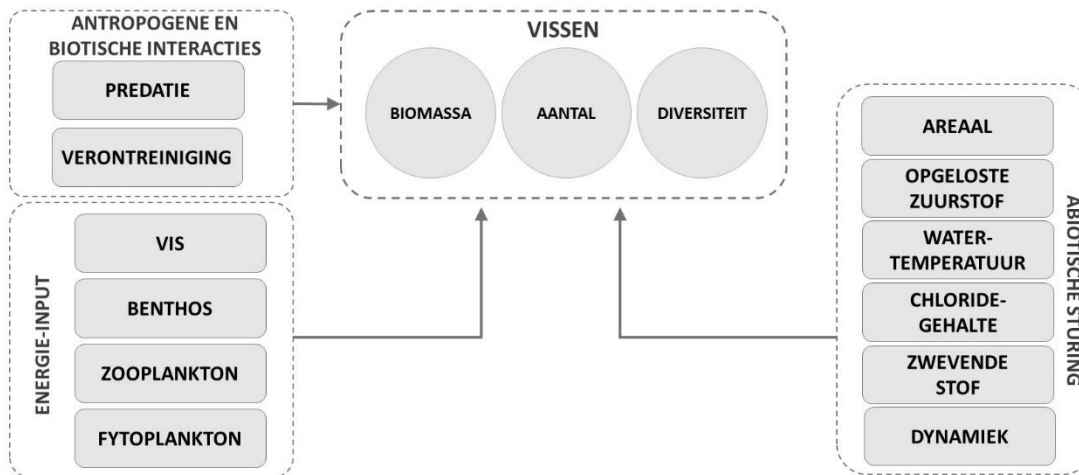 ANTROPOGENE EN
BIOTISCHE INTERACTIES
PREDATIE
VERONTREINIGING
VISSEN
BIOMASSA
AANTAL
DIVERSITEIT
ENERGIE-INPUT
VIS
BENTHOS
ZOOPLANKTON
FYTOPLANKTON
AREAAL
OPGELOSTE
ZUURSTOF
WATER-
TEMPERATUUR
CHLORIDE-
GEHALTE
ZWEVENDE
STOF
DYNAMIEK
ABIOTISCHE STURING